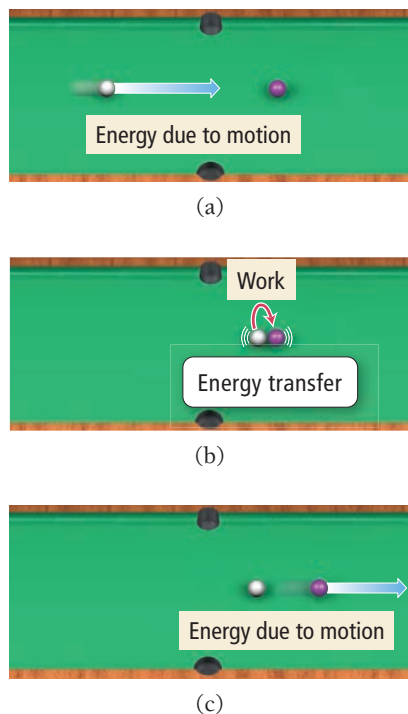 Energy due to motion
(a)
Work
Energy transfer
(b)
Energy due to motion
(c)